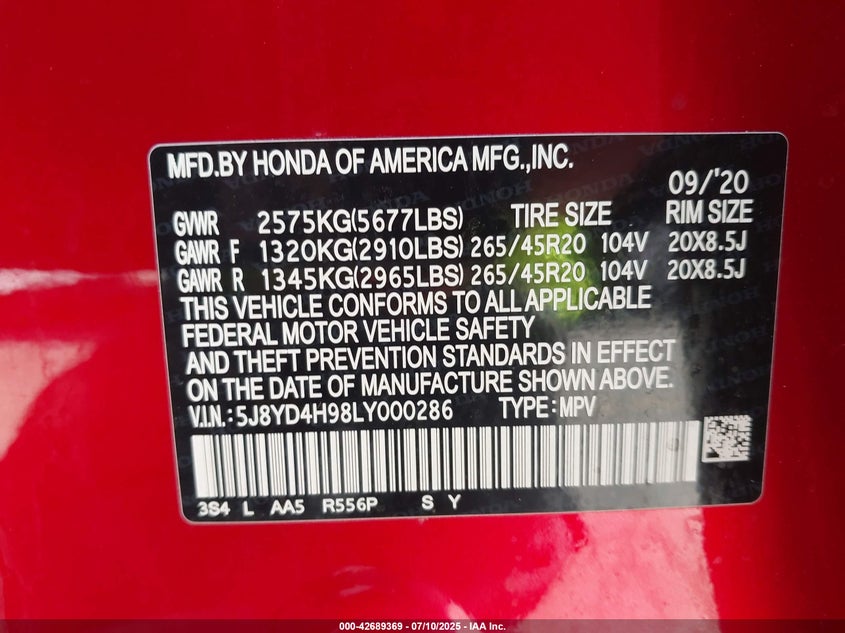 MFD.BY HONDA OF AMERICA MFG.,INC.
09/'20
GVWR 2575KG(5677LBS) TIRE SIZE RIM SIZE
GAWR F 1320KG(2910LBS) 265/45R20 104V 20X8.5J
GAWR R 1345KG(2965LBS) 265/45R20 104V 20X8.5J
THIS VEHICLE CONFORMS TO ALL APPLICABLE
FEDERAL MOTOR VEHICLE SAFETY
AND THEFT PREVENTION STANDARDS IN EFFECT
ON THE DATE OF MANUFACTURE SHOWN ABOVE.
V.I.N.:5J8YD4H98LY000286 TYPE:MPV
3S4 L AA5 R556P S Y
000-42689369 - 07/10/2025 - IAA Inc.